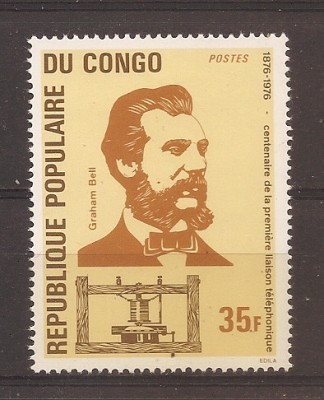 REPUBLIQUE POPULAIRE
DU CONGO
POSTES
1876-1976 - centenaire de la première liaison téléphonique
Graham Bell
35F
EDILA